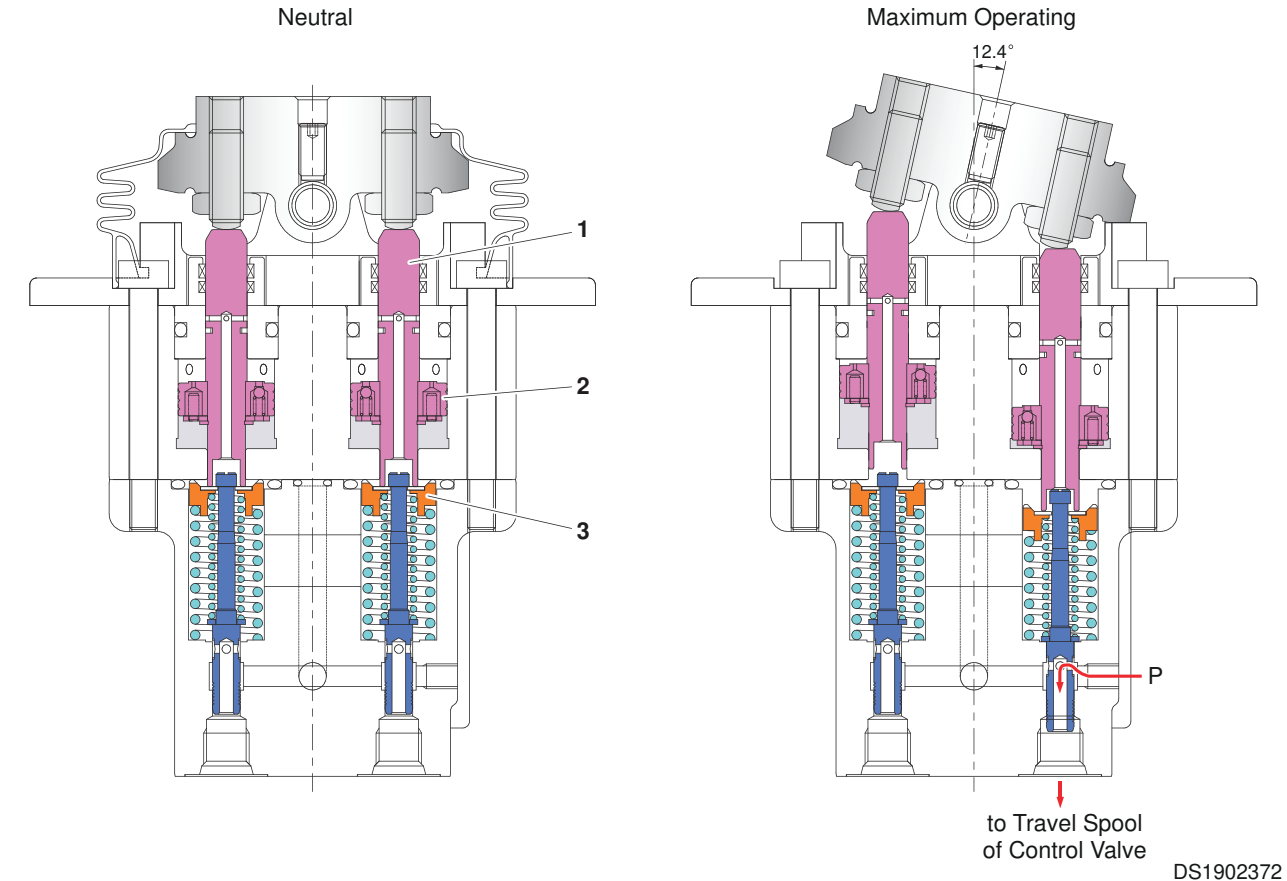 Neutral
Maximum Operating
12.4°
1
2
3
P
to Travel Spool
of Control Valve
DS1902372